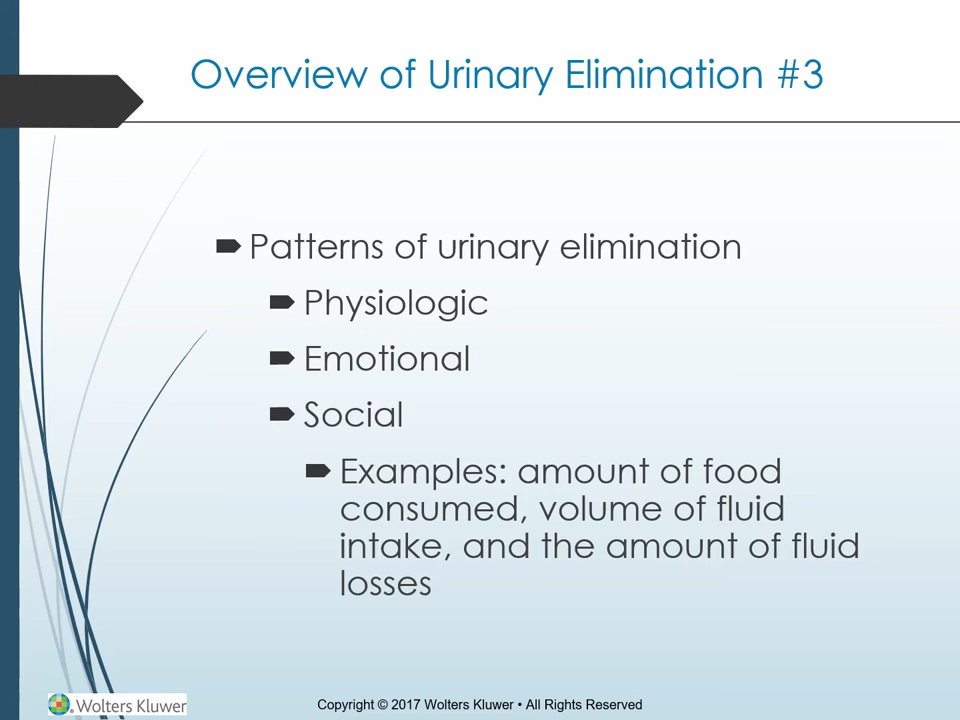 Overview of Urinary Elimination #3
Patterns of urinary elimination
Physiologic
Emotional
Social
Examples: amount of food
consumed, volume of fluid
intake, and the amount of fluid
losses
Wolters Kluwer
Copyright © 2017 Wolters Kluwer • All Rights Reserved